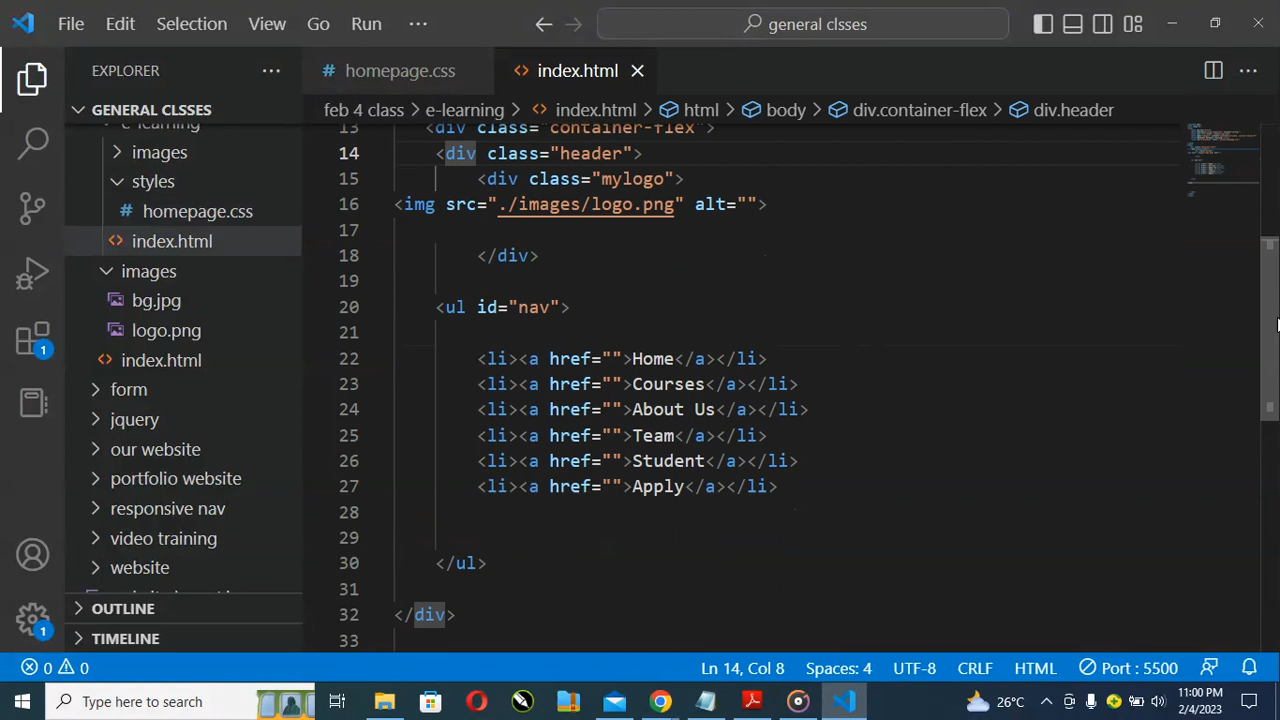 File Edit Selection View Go Run ··· general clsses
EXPLORER ···
# homepage.css
<> index.html
GENERAL CLSSES
feb 4 class > e-learning > <> index.html > html > body > div.container-flex > div.header
e-learning
images
styles
# homepage.css
<> index.html
images
bg.jpg
logo.png
<> index.html
form
jquery
our website
portfolio website
responsive nav
video training
website
OUTLINE
TIMELINE
1
1
13 <div class="container-flex">
14 <div class="header">
15 <div class="mylogo">
16 <img src="./images/logo.png" alt="">
17
18 </div>
19
20 <ul id="nav">
21
22 <li><a href="">Home</a></li>
23 <li><a href="">Courses</a></li>
24 <li><a href="">About Us</a></li>
25 <li><a href="">Team</a></li>
26 <li><a href="">Student</a></li>
27 <li><a href="">Apply</a></li>
28
29
30 </ul>
31
32 </div>
33
0 0 Ln 14, Col 8 Spaces: 4 UTF-8 CRLF HTML Port : 5500
Type here to search 26°C 11:00 PM
2/4/2023